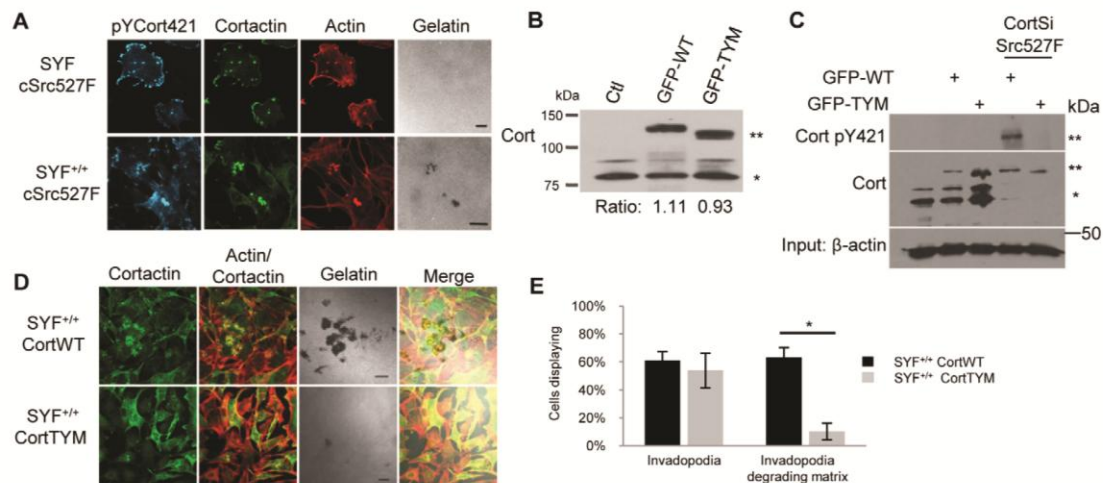 A
pYCort421 Cortactin Actin Gelatin
SYF
cSrc527F
SYF+/+
cSrc527F
B
Ctl GFP-WT GFP-TYM
kDa
150
Cort
100
75
**
*
Ratio: 1.11 0.93
C
CortSi
Src527F
GFP-WT + +
GFP-TYM + +
kDa
Cort pY421 **
Cort ** *
50
Input: β-actin
D
Cortactin Actin/Cortactin Gelatin Merge
SYF+/+
CortWT
SYF+/+
CortTYM
E
Cells displaying
100%
80%
60%
40%
20%
0%
*
Invadopodia
Invadopodia
degrading matrix
SYF+/+ CortWT
SYF+/+ CortTYM